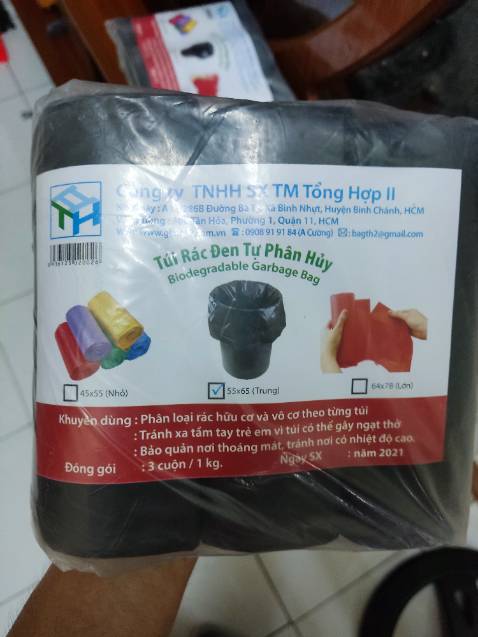 Công ty TNHH SX TM Tổng Hợp II
Đường Bà Xã Bình Nhựt, Huyện Bình Chánh, HCM
Tân Hóa, Phường 1, Quận 11, HCM
0908 91 91 84 (A Cường) : bagth2@gmail.com
Túi Rác Đen Tự Phân Hủy
Biodegradable Garbage Bag
45x55 (Nhỏ)
55x65 (Trung)
64x78 (Lớn)
Khuyên dùng : Phân loại rác hữu cơ và vô cơ theo từng túi
: Tránh xa tầm tay trẻ em vì túi có thể gây ngạt thở
: Bảo quản nơi thoáng mát, tránh nơi có nhiệt độ cao.
Đóng gói : 3 cuộn / 1 kg. Ngày SX : năm 2021